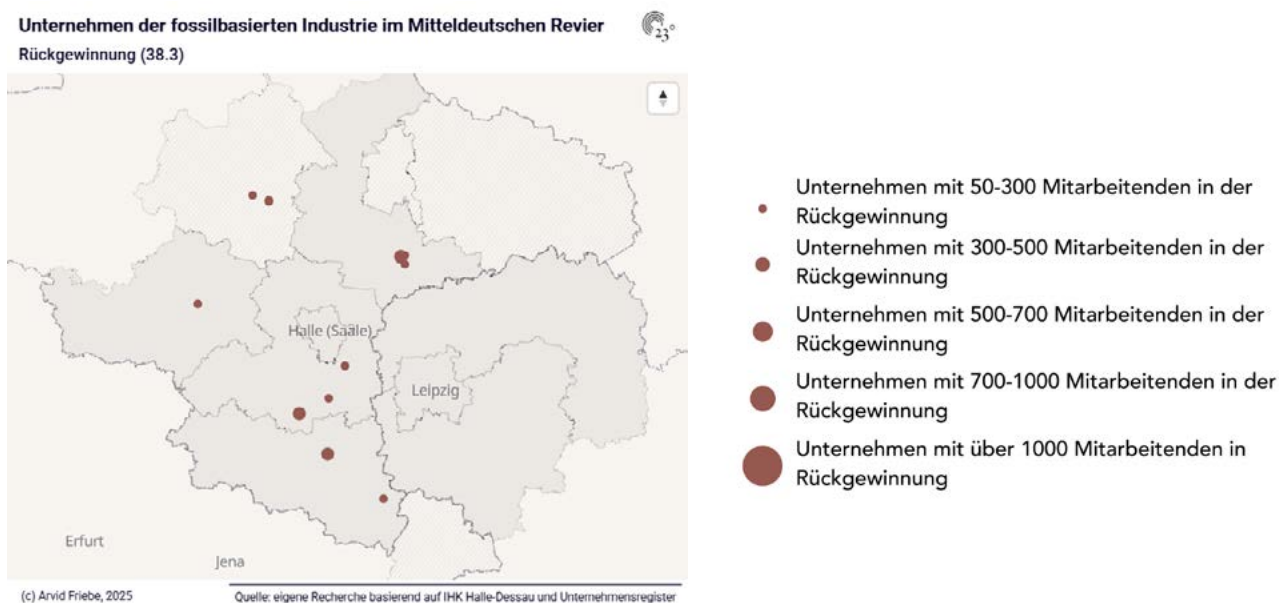 Unternehmen der fossilbasierten Industrie im Mitteldeutschen Revier
Rückgewinnung (38.3)
23°
Halle (Saale)
Leipzig
Erfurt
Jena
(c) Arvid Friebe, 2025
Quelle: eigene Recherche basierend auf IHK Halle-Dessau und Unternehmensregister
Unternehmen mit 50-300 Mitarbeitenden in der
Rückgewinnung
Unternehmen mit 300-500 Mitarbeitenden in der
Rückgewinnung
Unternehmen mit 500-700 Mitarbeitenden in der
Rückgewinnung
Unternehmen mit 700-1000 Mitarbeitenden in der
Rückgewinnung
Unternehmen mit über 1000 Mitarbeitenden in
Rückgewinnung